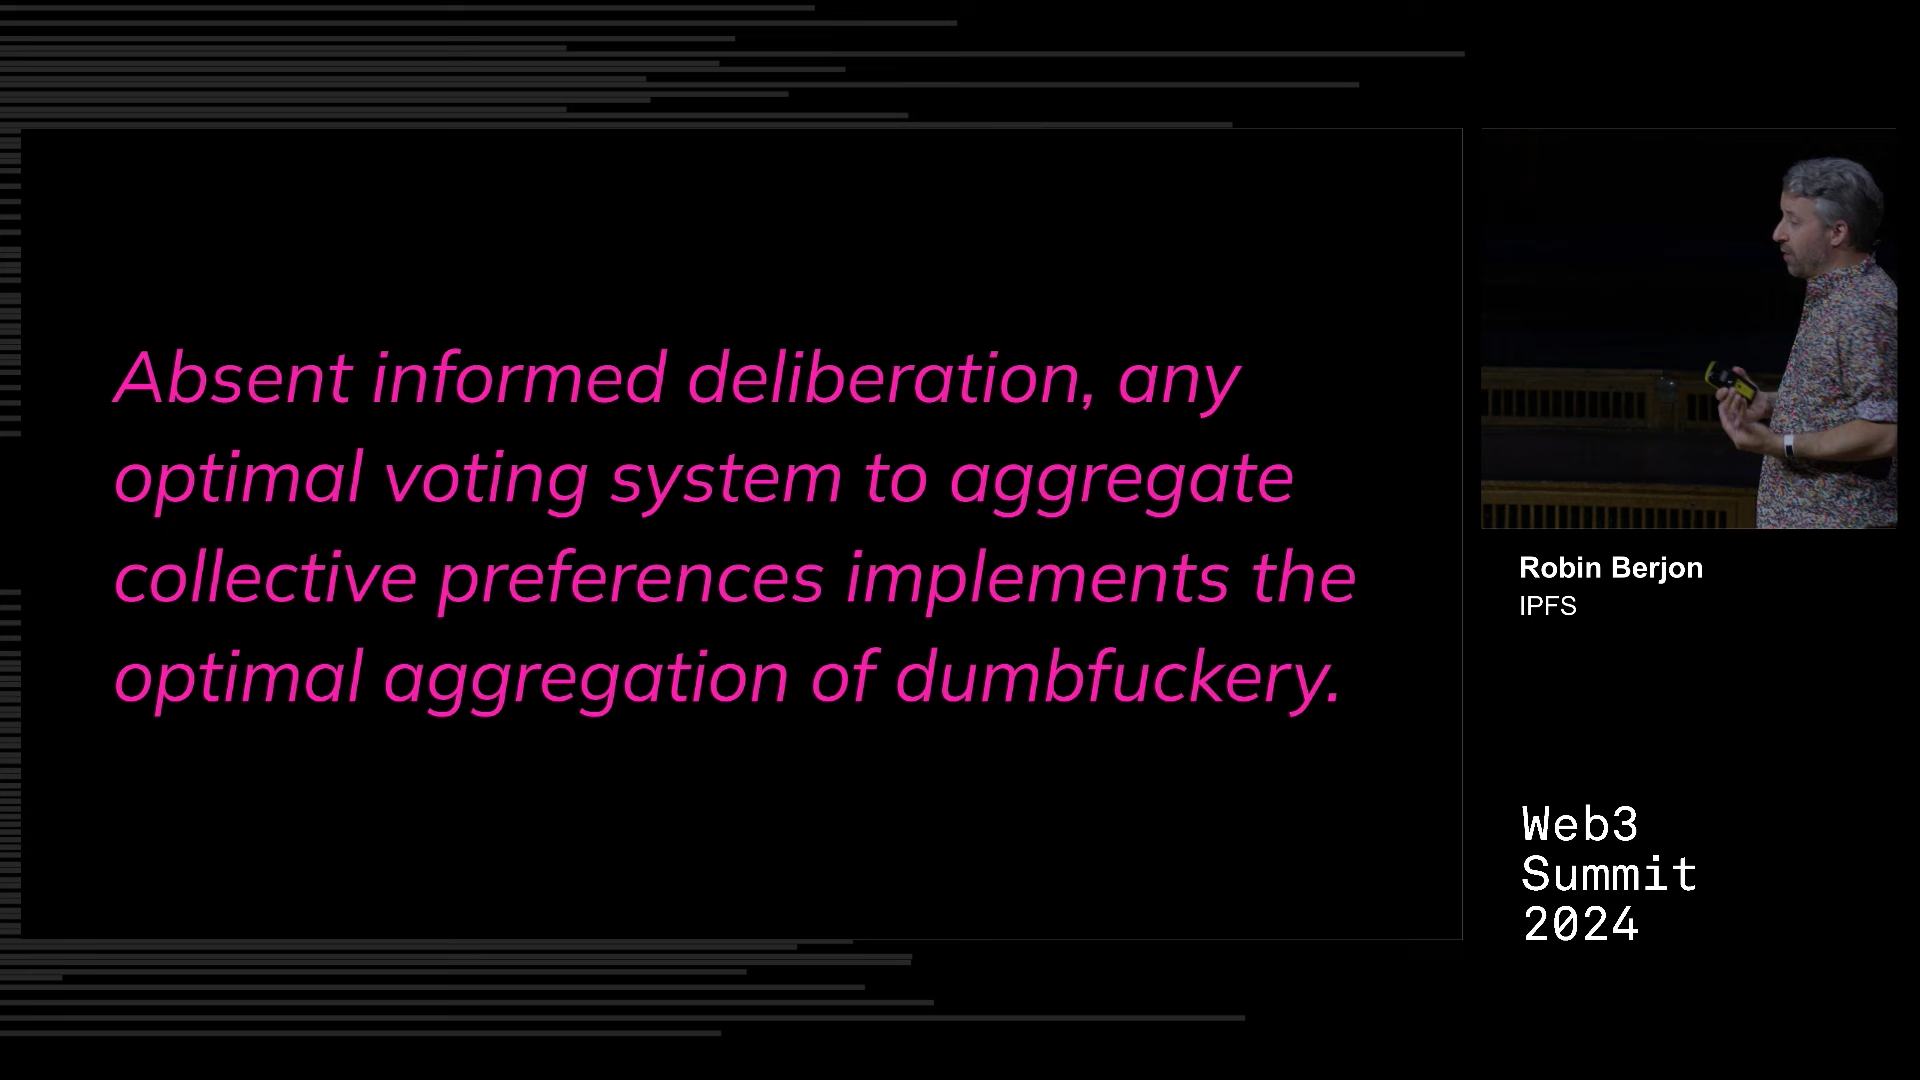 Absent informed deliberation, any
optimal voting system to aggregate
collective preferences implements the
optimal aggregation of dumbfuckery.
Robin Berjon
IPFS
Web3
Summit
2024